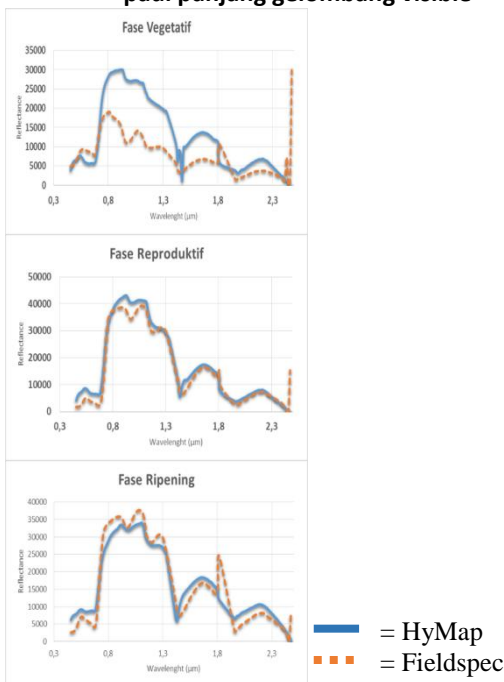 padi panjang gelombang visible
Fase Vegetatif
35000
30000
25000
20000
15000
10000
5000
0
Reflectance
0,3 0,8 1,3 1,8 2,3
Wavelenght (µm)
Fase Reproduktif
50000
40000
30000
20000
10000
0
Reflectance
0,3 0,8 1,3 1,8 2,3
Wavelenght (µm)
Fase Ripening
40000
35000
30000
25000
20000
15000
10000
5000
0
Reflectance
0,3 0,8 1,3 1,8 2,3
Wavelenght (µm)
= HyMap
= Fieldspec